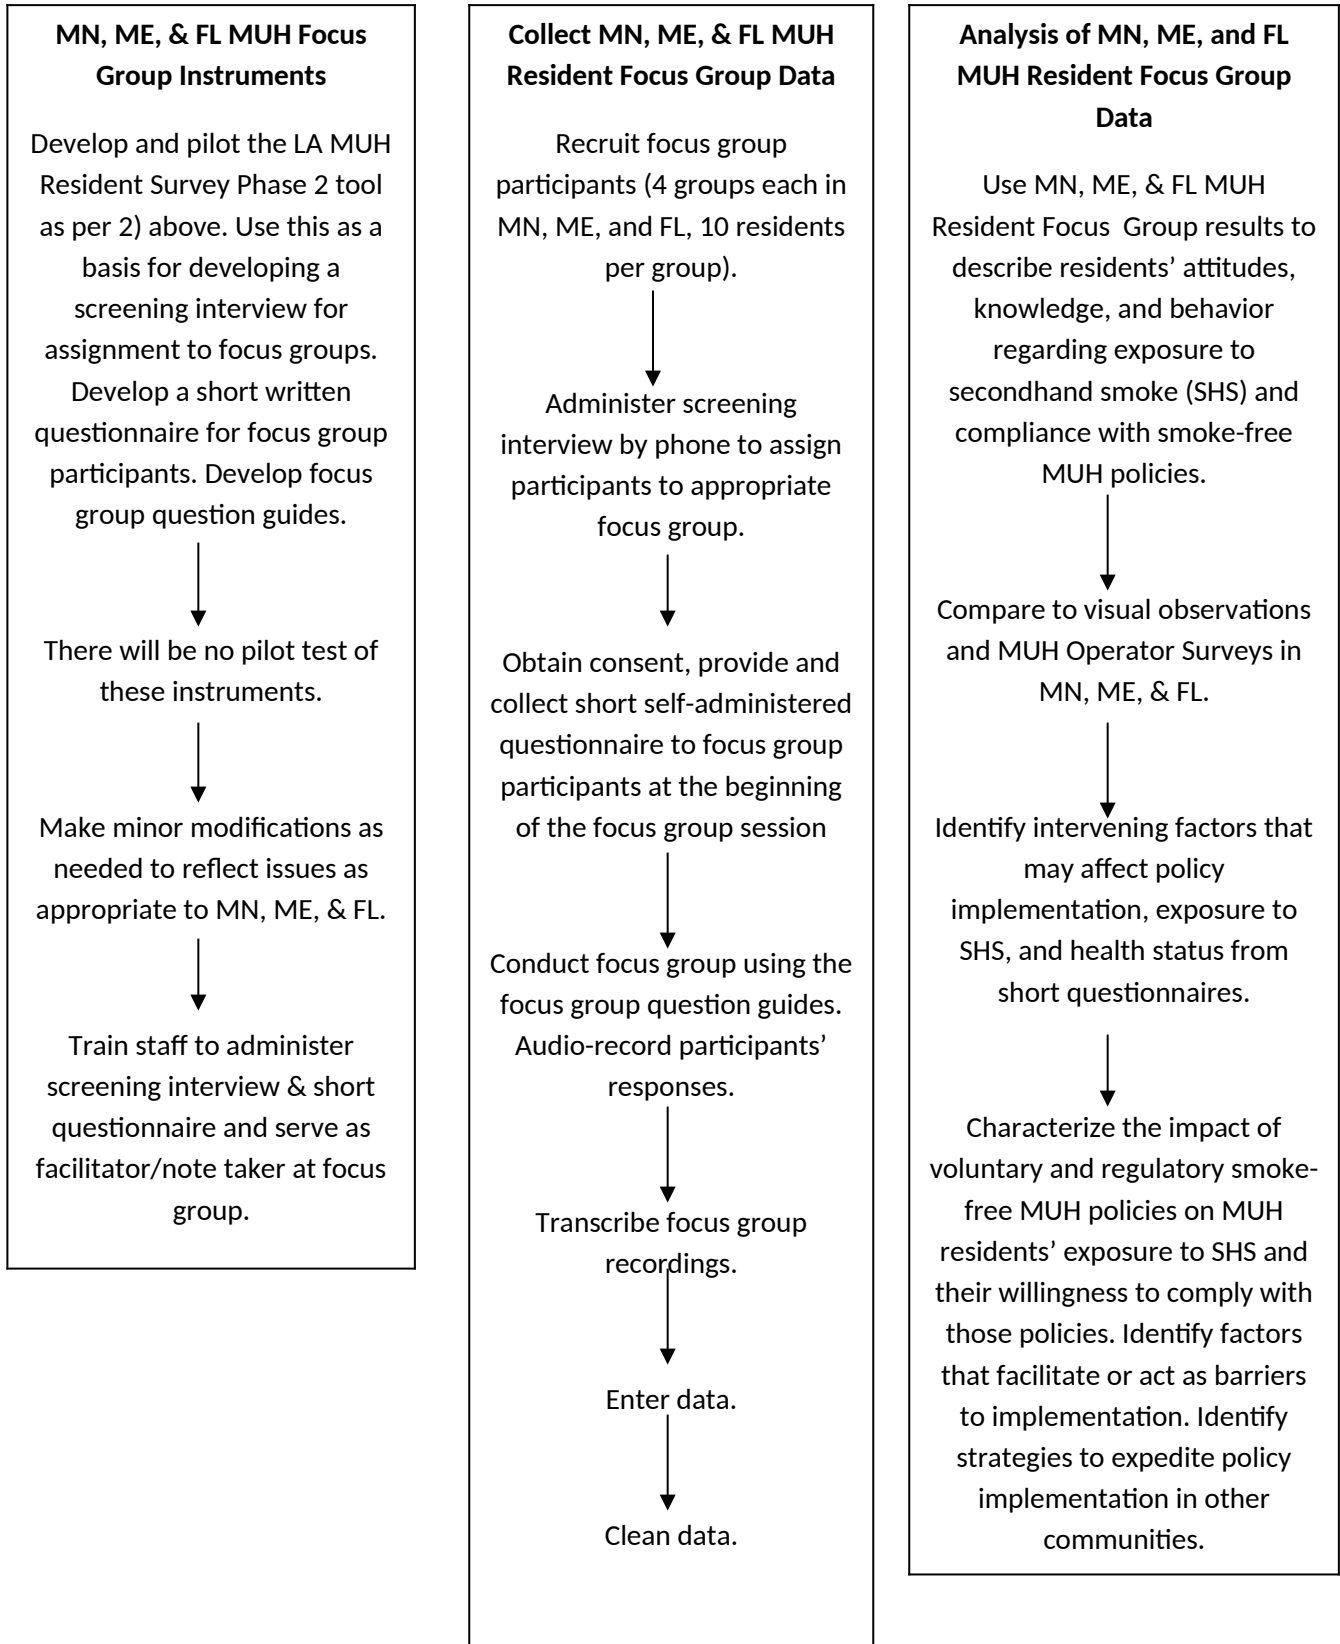 MN, ME, & FL MUH Focus
Group Instruments
Develop and pilot the LA MUH
Resident Survey Phase 2 tool
as per 2) above. Use this as a
basis for developing a
screening interview for
assignment to focus groups.
Develop a short written
questionnaire for focus group
participants. Develop focus
group question guides.
There will be no pilot test of
these instruments.
Make minor modifications as
needed to reflect issues as
appropriate to MN, ME, & FL.
Train staff to administer
screening interview & short
questionnaire and serve as
facilitator/note taker at focus
group.
Collect MN, ME, & FL MUH
Resident Focus Group Data
Recruit focus group
participants (4 groups each in
MN, ME, and FL, 10 residents
per group).
Administer screening
interview by phone to assign
participants to appropriate
focus group.
Obtain consent, provide and
collect short self-administered
questionnaire to focus group
participants at the beginning
of the focus group session
Conduct focus group using the
focus group question guides.
Audio-record participants’
responses.
Transcribe focus group
recordings.
Enter data.
Clean data.
Analysis of MN, ME, and FL
MUH Resident Focus Group
Data
Use MN, ME, & FL MUH
Resident Focus  Group results to
describe residents’ attitudes,
knowledge, and behavior
regarding exposure to
secondhand smoke (SHS) and
compliance with smoke-free
MUH policies.
Compare to visual observations
and MUH Operator Surveys in
MN, ME, & FL.
Identify intervening factors that
may affect policy
implementation, exposure to
SHS, and health status from
short questionnaires.
Characterize the impact of
voluntary and regulatory smoke-
free MUH policies on MUH
residents’ exposure to SHS and
their willingness to comply with
those policies. Identify factors
that facilitate or act as barriers
to implementation. Identify
strategies to expedite policy
implementation in other
communities.